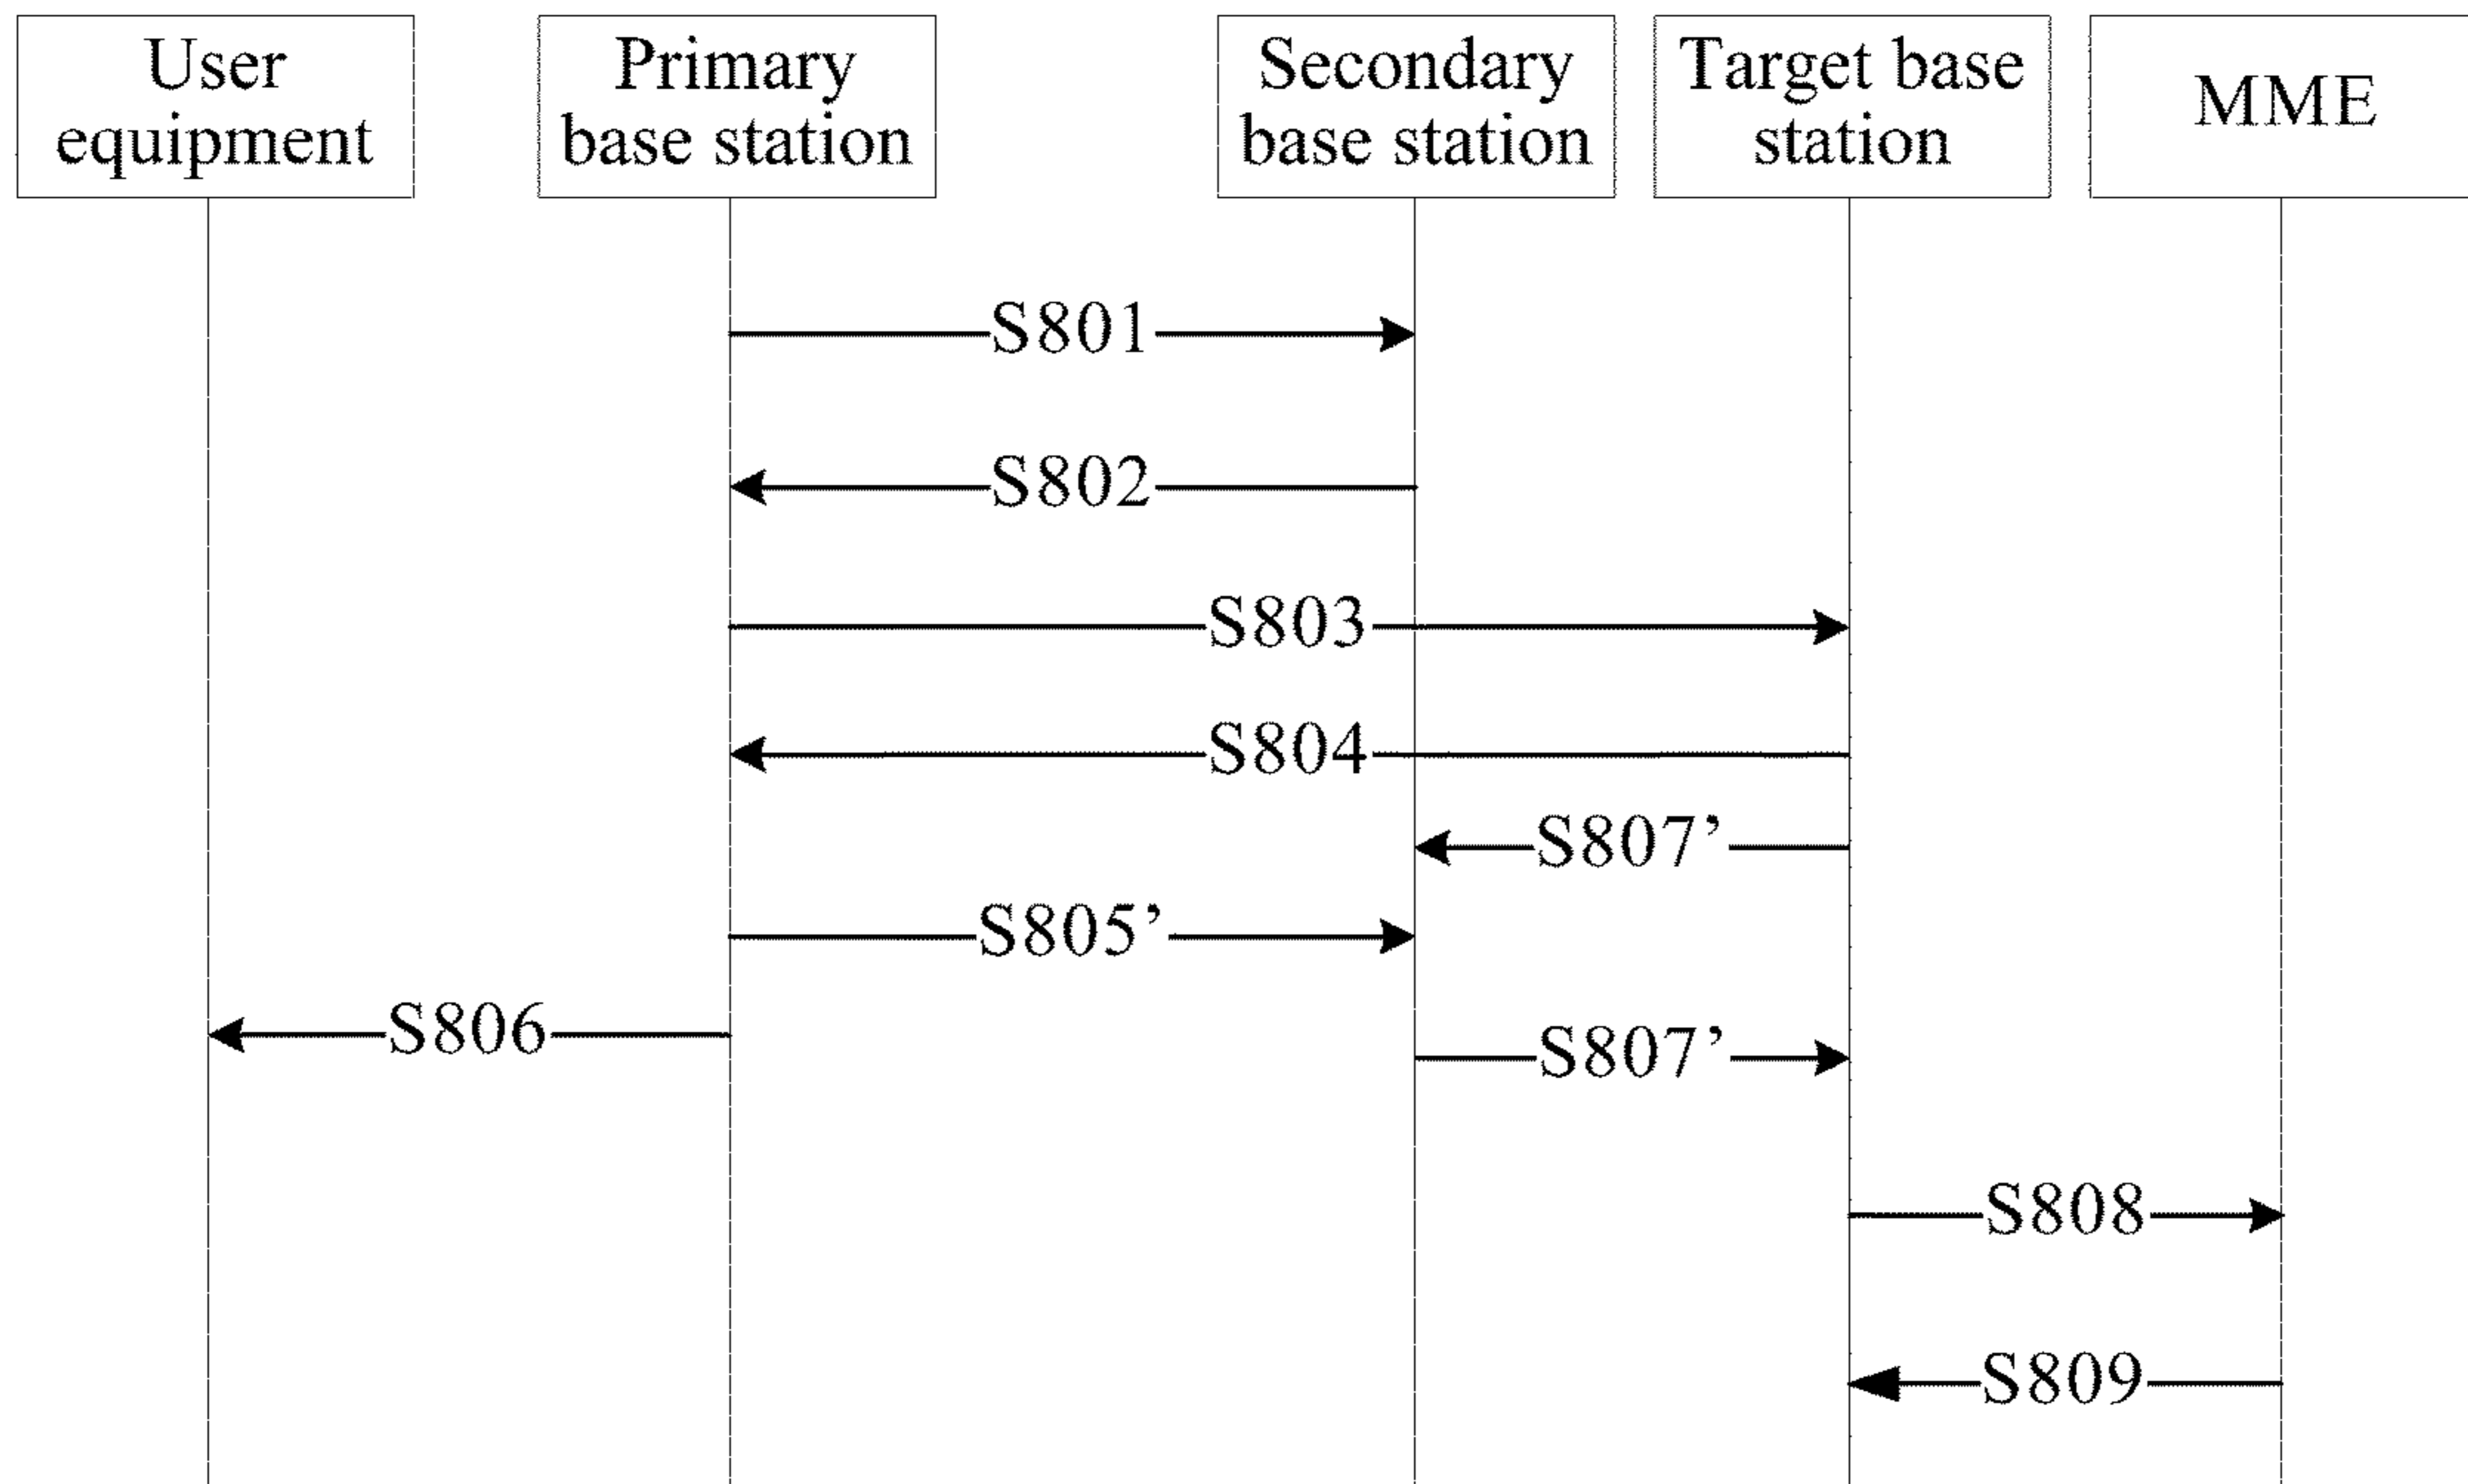 User
equipment
Primary
base station
Secondary
base station
Target base
station
MME
S801
S802
S803
S804
S807’
S805’
S806
S807’
S808
S809